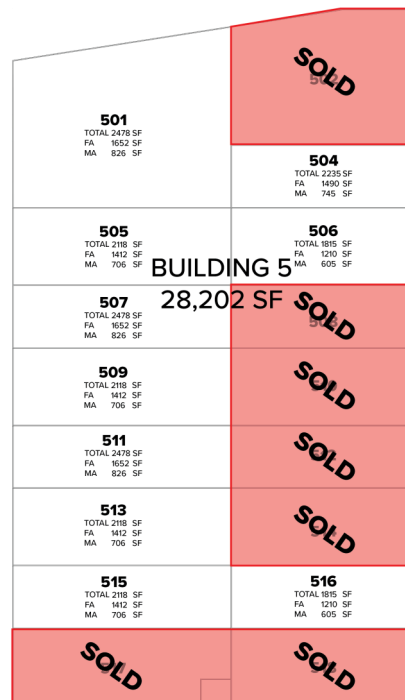 SOLD
501
TOTAL 2478 SF
FA 1652 SF
MA 826 SF
504
TOTAL 2235 SF
FA 1490 SF
MA 745 SF
505
TOTAL 2118 SF
FA 1412 SF
MA 706 SF
506
TOTAL 1815 SF
FA 1210 SF
MA 605 SF
BUILDING 5
28,202 SF
507
TOTAL 2478 SF
FA 1652 SF
MA 826 SF
SOLD
509
TOTAL 2118 SF
FA 1412 SF
MA 706 SF
SOLD
511
TOTAL 2478 SF
FA 1652 SF
MA 826 SF
SOLD
513
TOTAL 2118 SF
FA 1412 SF
MA 706 SF
SOLD
515
TOTAL 2118 SF
FA 1412 SF
MA 706 SF
516
TOTAL 1815 SF
FA 1210 SF
MA 605 SF
SOLD
SOLD